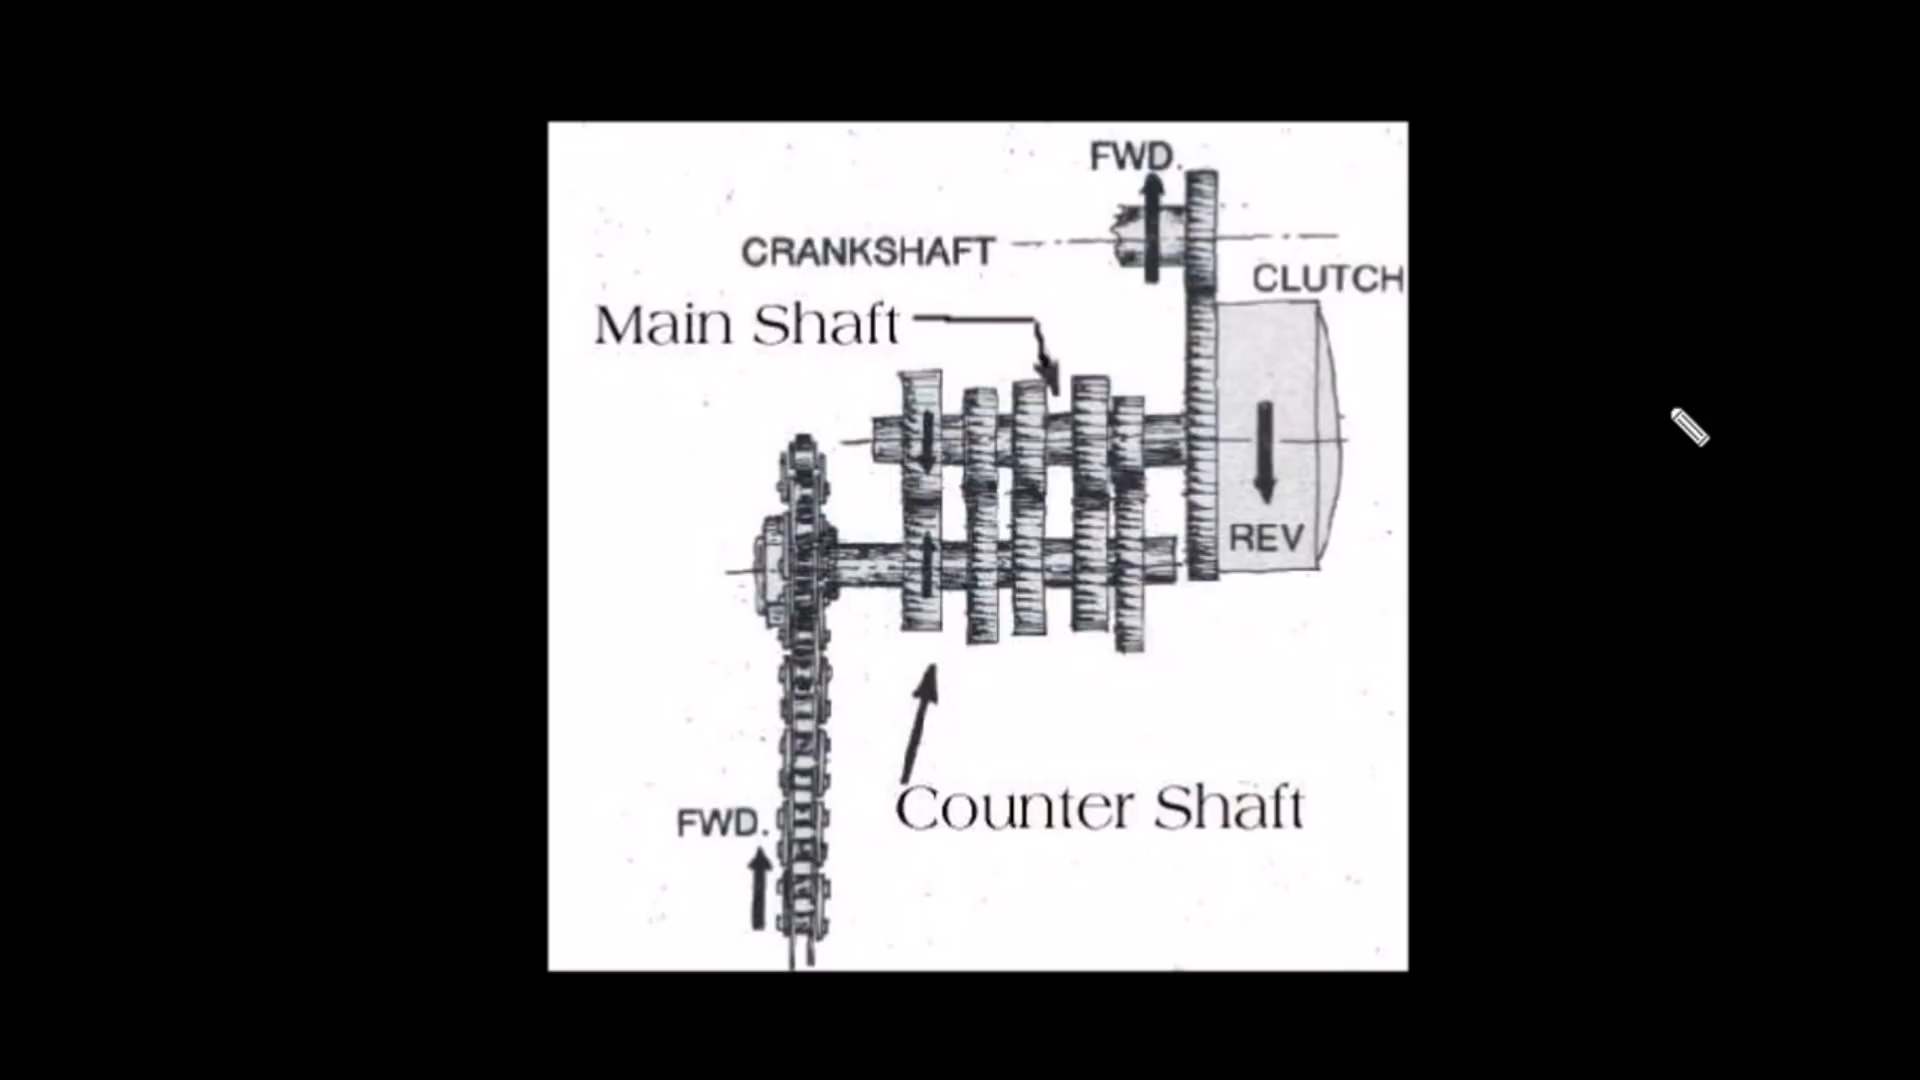 FWD.
CRANKSHAFT
CLUTCH
Main Shaft
REV
FWD.
Counter Shaft